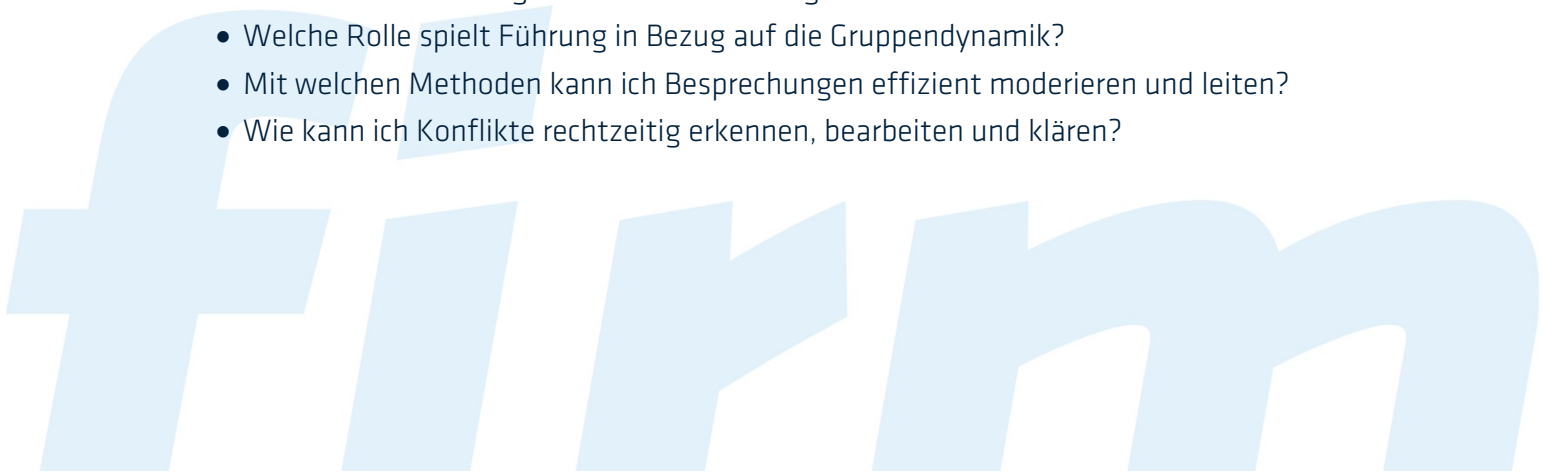 • Welche Rolle spielt Führung in Bezug auf die Gruppendynamik?
• Mit welchen Methoden kann ich Besprechungen effizient moderieren und leiten?
• Wie kann ich Konflikte rechtzeitig erkennen, bearbeiten und klären?
firm